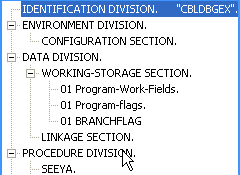 IDENTIFICATION DIVISION. "CBLDBGEX".
ENVIRONMENT DIVISION.
CONFIGURATION SECTION.
DATA DIVISION.
WORKING-STORAGE SECTION.
01 Program-Work-Fields.
01 Program-flags.
01 BRANCHFLAG
LINKAGE SECTION.
PROCEDURE DIVISION.
SEEYA.